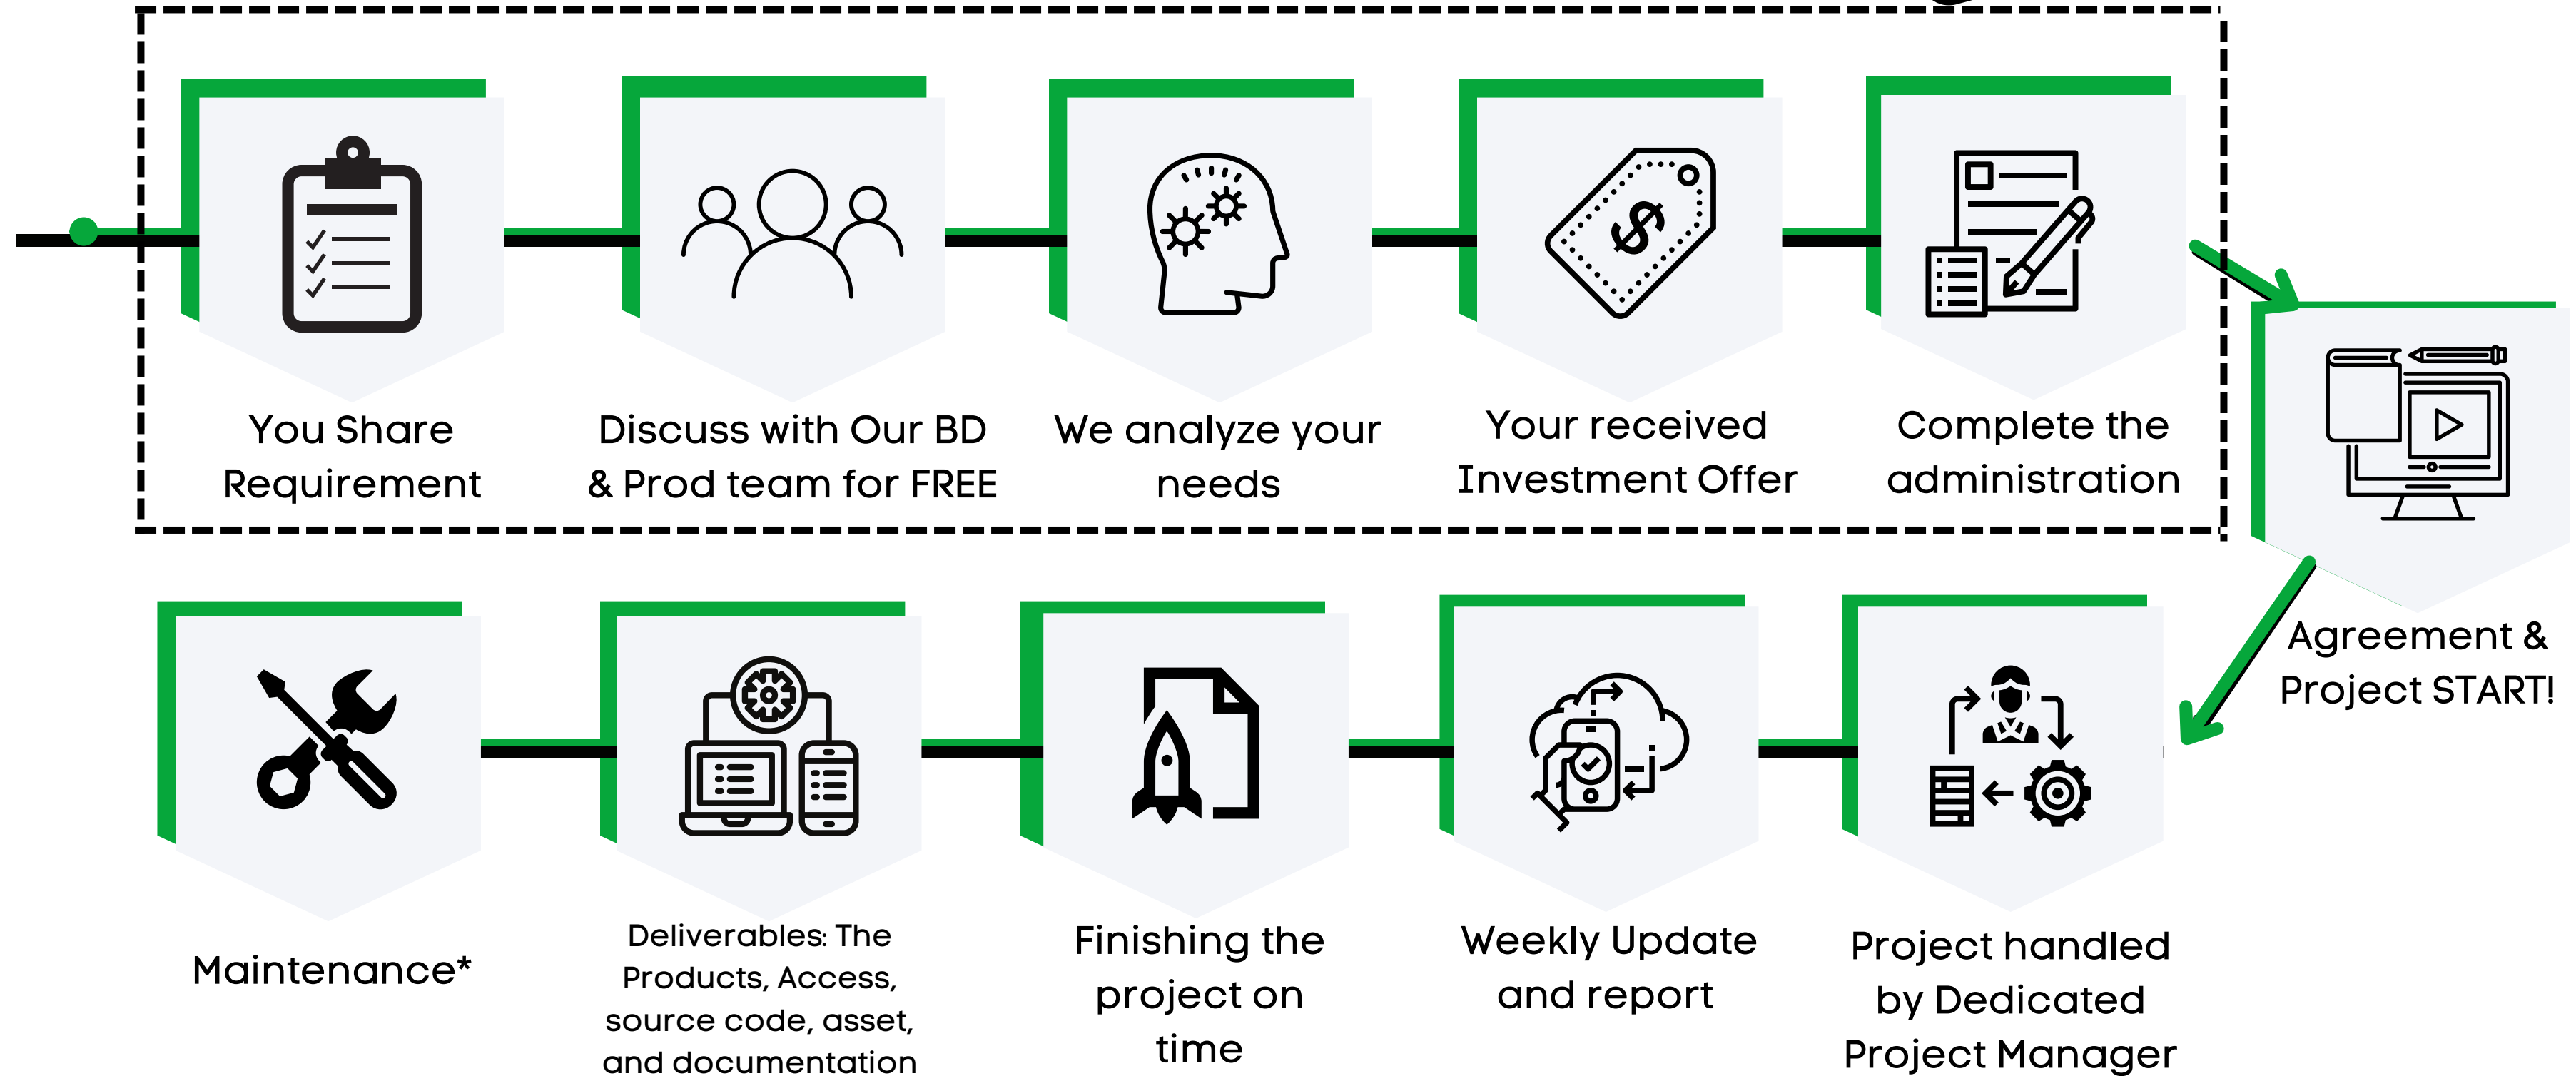 You Share
Requirement
Discuss with Our BD
& Prod team for FREE
We analyze your
needs
Your received
Investment Offer
Complete the
administration
Agreement &
Project START!
Project handled
by Dedicated
Project Manager
Weekly Update
and report
Finishing the
project on
time
Deliverables: The
Products, Access,
source code, asset,
and documentation
Maintenance*